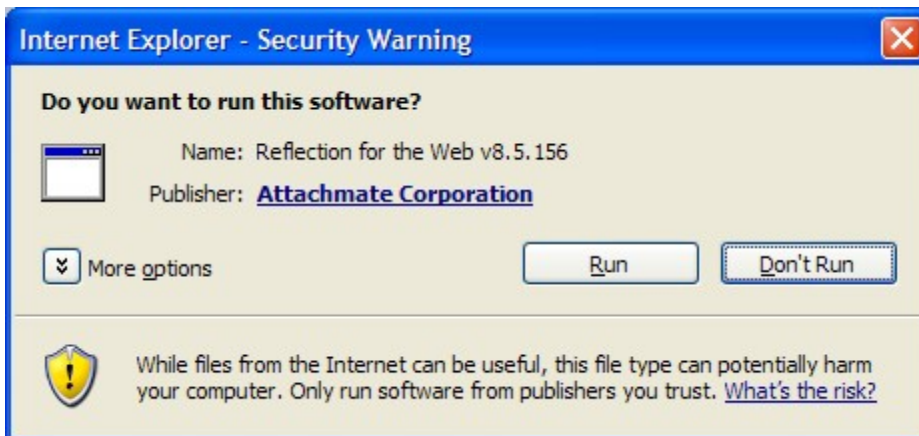 Internet Explorer - Security Warning
Do you want to run this software?
Name: Reflection for the Web v8.5.156
Publisher: Attachmate Corporation
More options
Run
Don't Run
While files from the Internet can be useful, this file type can potentially harm
your computer. Only run software from publishers you trust. What's the risk?